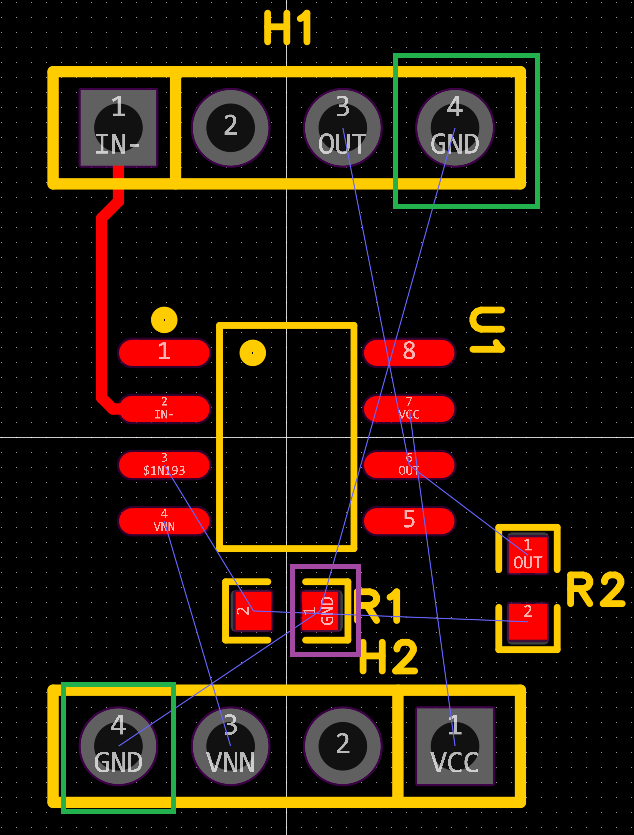 H1
1
IN-
2
3
OUT
4
GND
U1
1
8
2
IN-
7
VCC
3
$1N193
6
OUT
4
VNN
5
1
OUT
R2
2
2
1
GND
R1
H2
4
GND
3
VNN
2
1
VCC